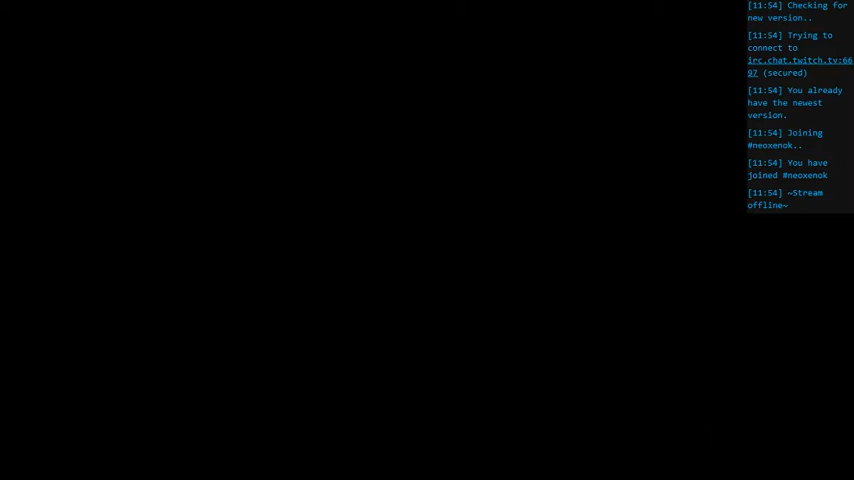 [11:54] Checking for
new version..
[11:54] Trying to
connect to
irc.chat.twitch.tv:66
97 (secured)
[11:54] You already
have the newest
version.
[11:54] Joining
#neoxenok..
[11:54] You have
joined #neoxenok
[11:54] ~Stream
offline~